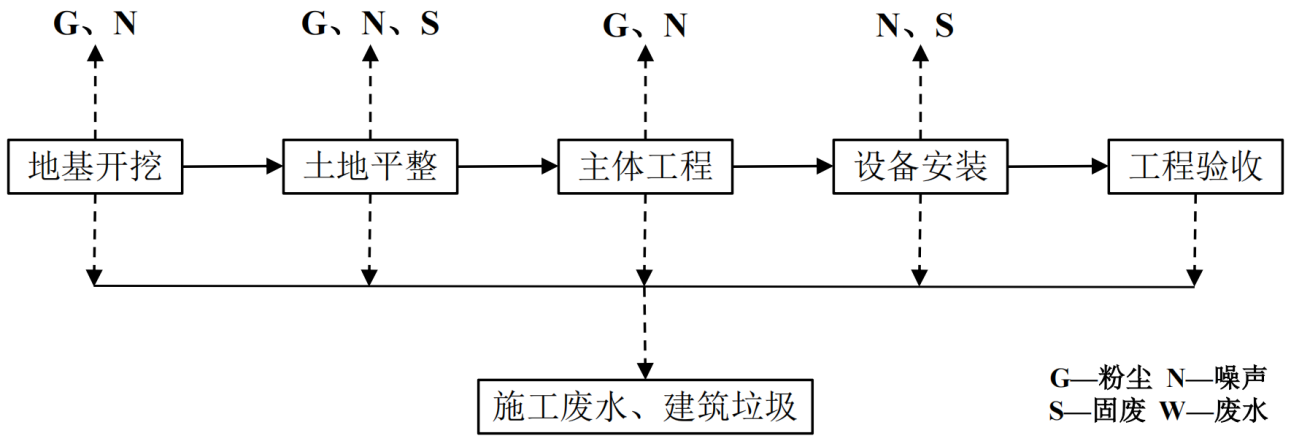 G、N
G、N、S
G、N
N、S
地基开挖
土地平整
主体工程
设备安装
工程验收
施工废水、建筑垃圾
G—粉尘 N—噪声
S—固废 W—废水